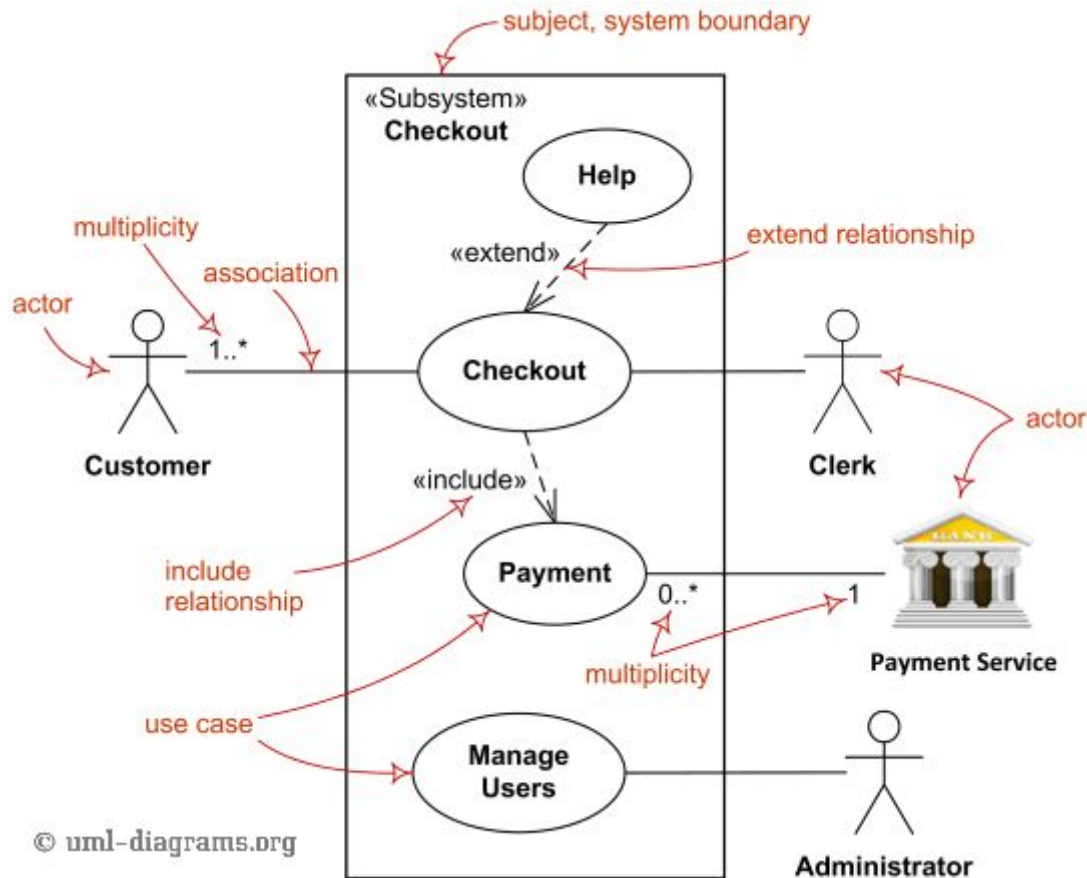 subject, system boundary
«Subsystem»
Checkout
Help
multiplicity
«extend»
extend relationship
association
actor
1..*
Checkout
Customer
Clerk
actor
«include»
include
relationship
Payment
0..*
1
BANK
Payment Service
multiplicity
use case
Manage
Users
© uml-diagrams.org
Administrator